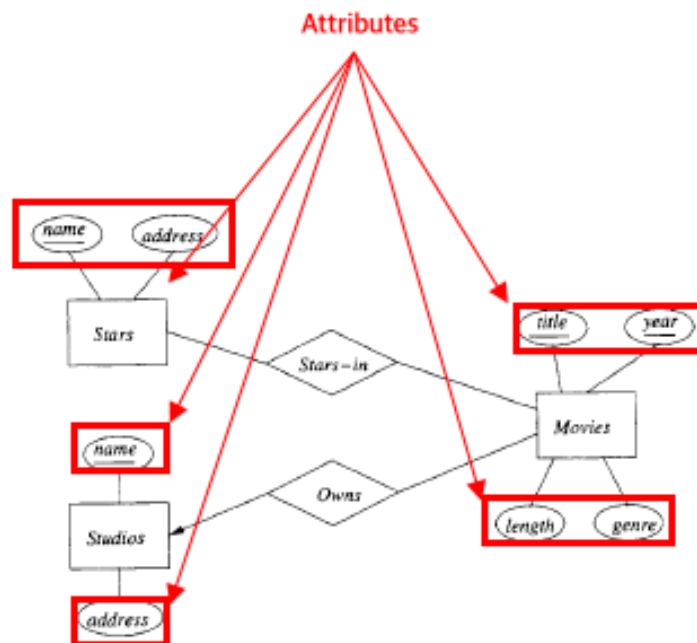 Attributes
name
address
Stars
Stars-in
title
year
Movies
name
Owns
Studios
length
genre
address